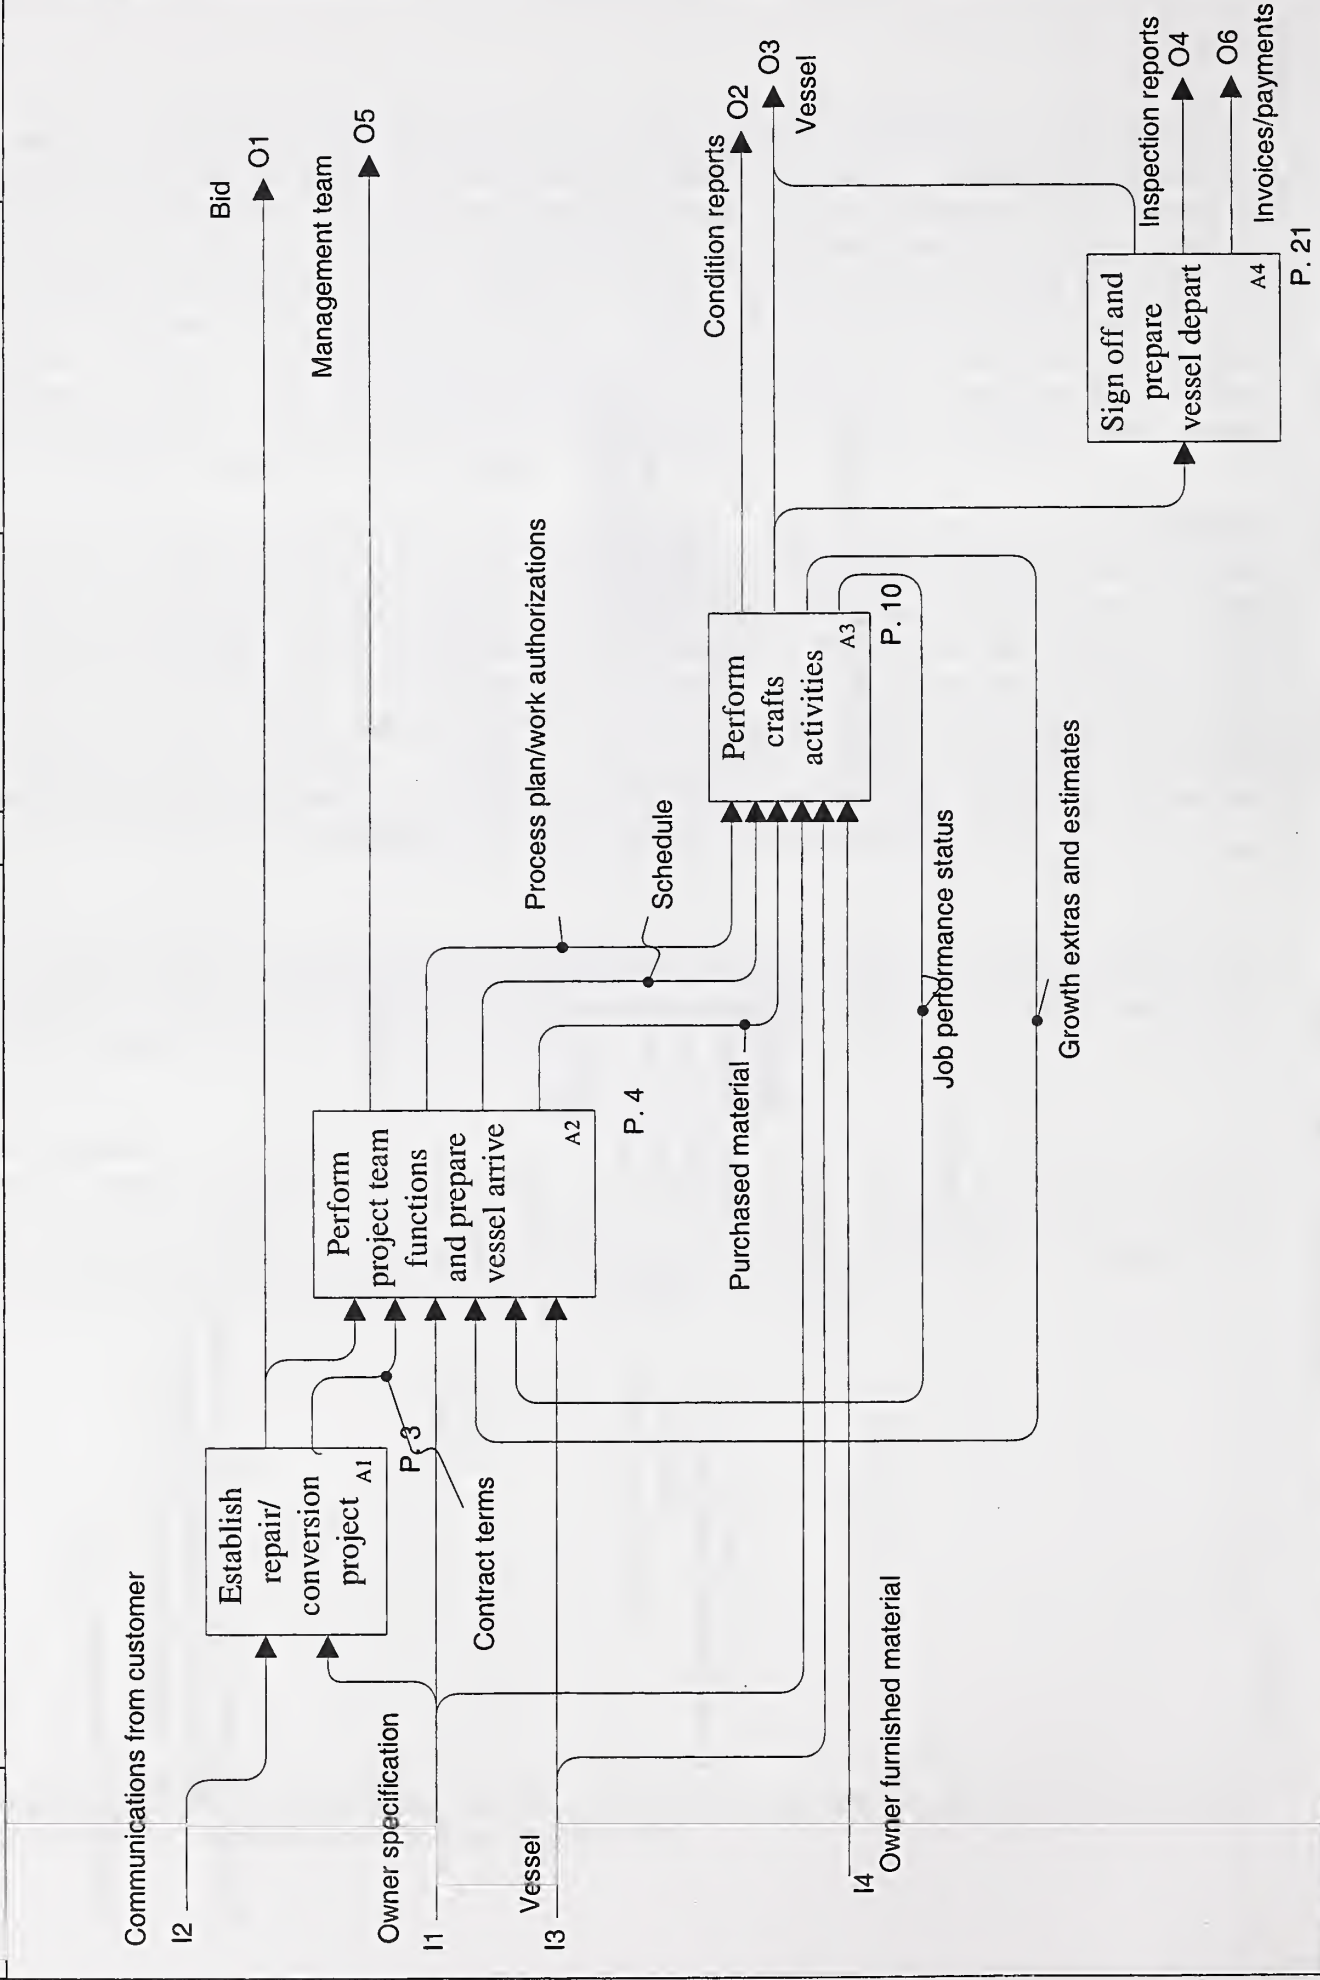 Communications from customer
I2
Establish
repair/
conversion
project
A1
P. 3
Bid
O1
Owner specification
I1
Contract terms
Vessel
I3
Perform
project team
functions
and prepare
vessel arrive
A2
P. 4
Management team
O5
Process plan/work authorizations
Schedule
Purchased material
I4
Owner furnished material
Perform
crafts
activities
A3
P. 10
Job performance status
Growth extras and estimates
Condition reports
O2
O3
Vessel
Sign off and
prepare
vessel depart
A4
P. 21
Inspection reports
O4
O6
Invoices/payments